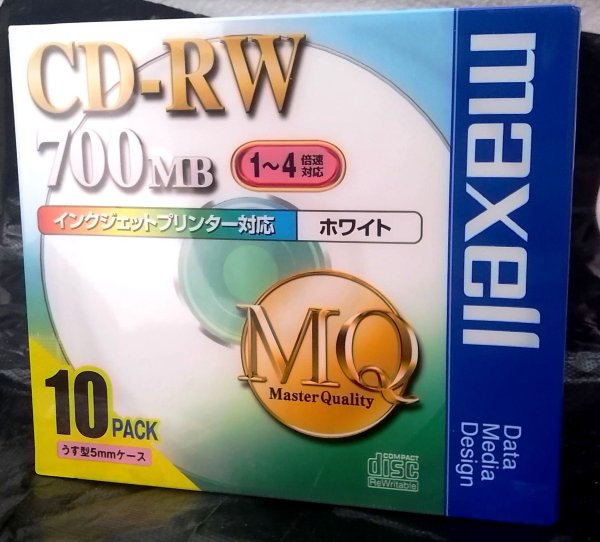 CD-RW
700MB
1～4 倍速対応
インクジェットプリンター対応 ホワイト
MQ
Master Quality
10 PACK
うす型5mmケース
COMPACT
disc
ReWritable
maxell
Data
Media
Design